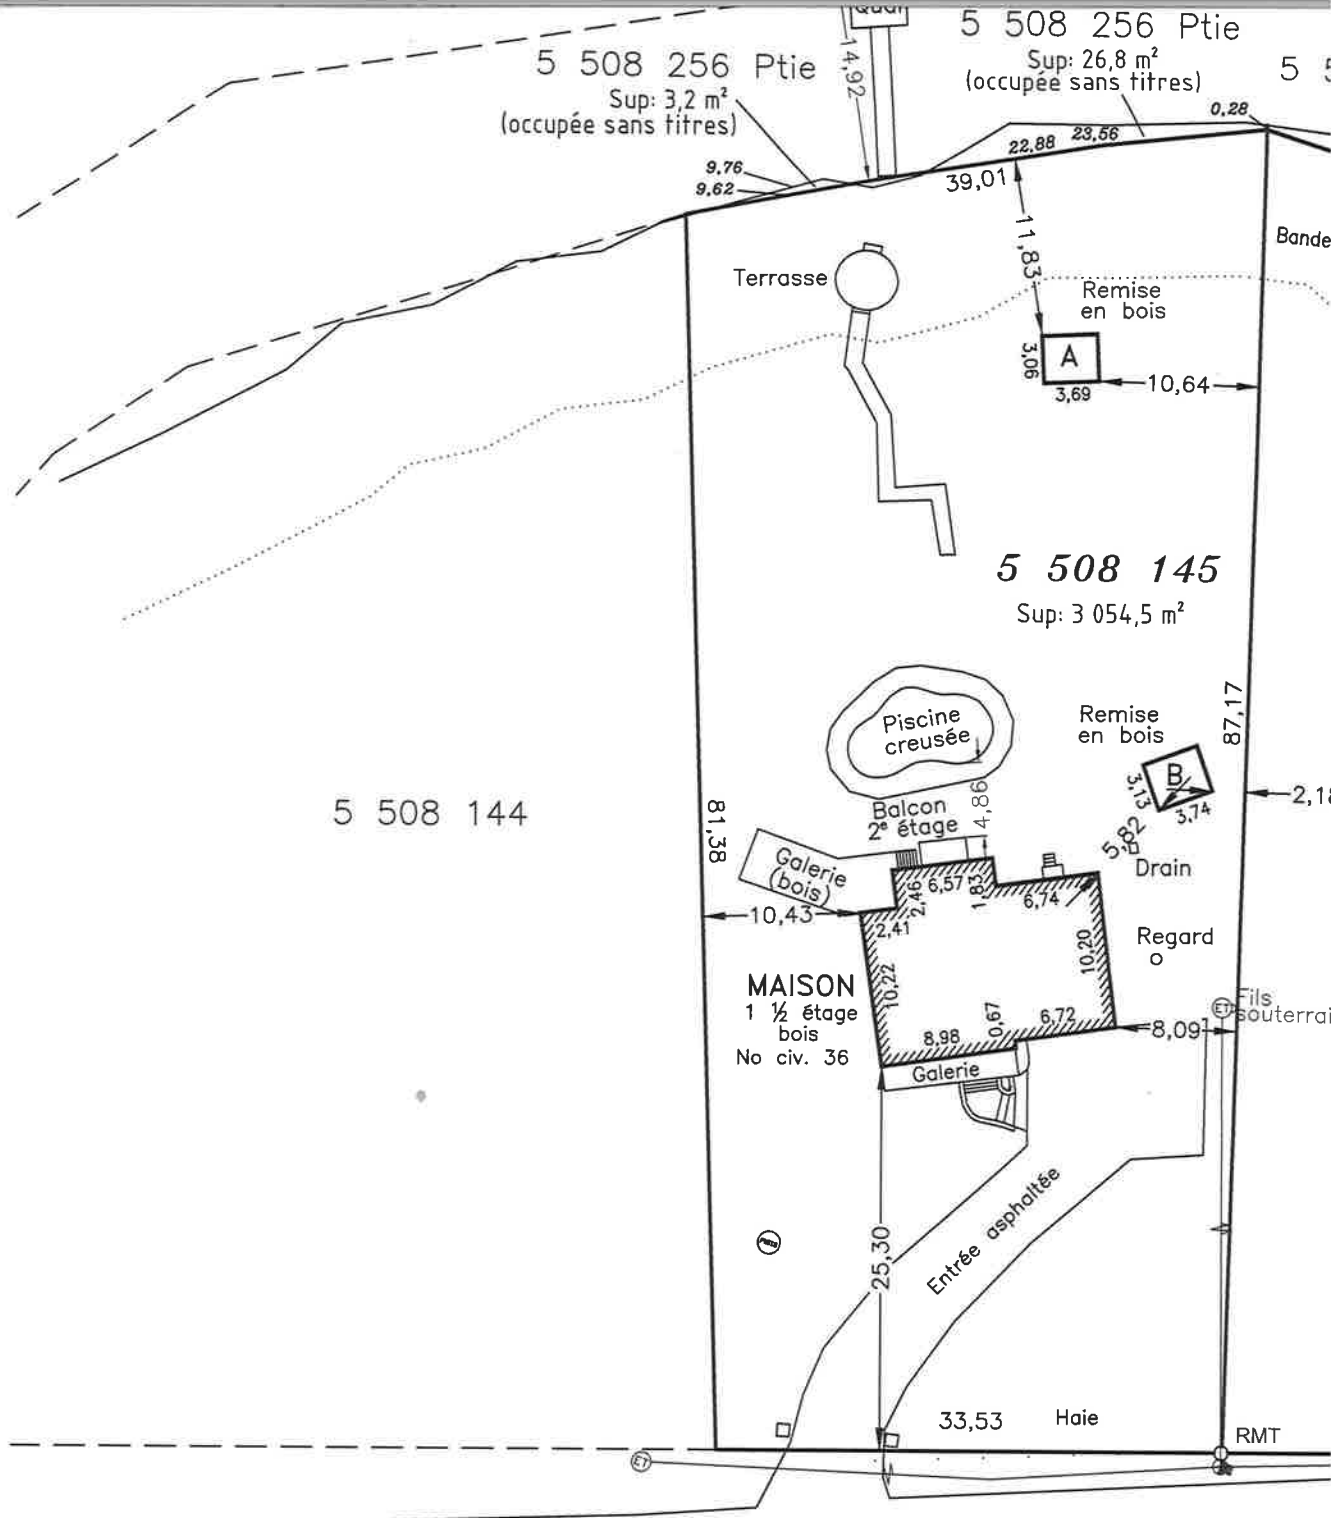 Quai
5 508 256 Ptie
Sup: 26,8 m²
(occupée sans titres)
5 508 256 Ptie
Sup: 3,2 m²
(occupée sans titres)
14,92
5 5
0,28
22,88
23,56
9,76
9,62
39,01
11,83
Bande
Terrasse
Remise
en bois
A
3,06
3,69
10,64
5 508 145
Sup: 3 054,5 m²
87,17
Piscine
creusée
Remise
en bois
B
3,13
3,74
2,18
5 508 144
81,38
Balcon
2e étage
4,86
5,82
Drain
Galerie
(bois)
2,46
6,57
1,83
6,74
10,43
2,41
10,22
10,20
Regard
MAISON
1 ½ étage
bois
No civ. 36
8,98
0,67
6,72
ET
Fils
souterrai
8,09
Galerie
Entrée asphaltée
25,30
33,53
Haie
RMT
ET